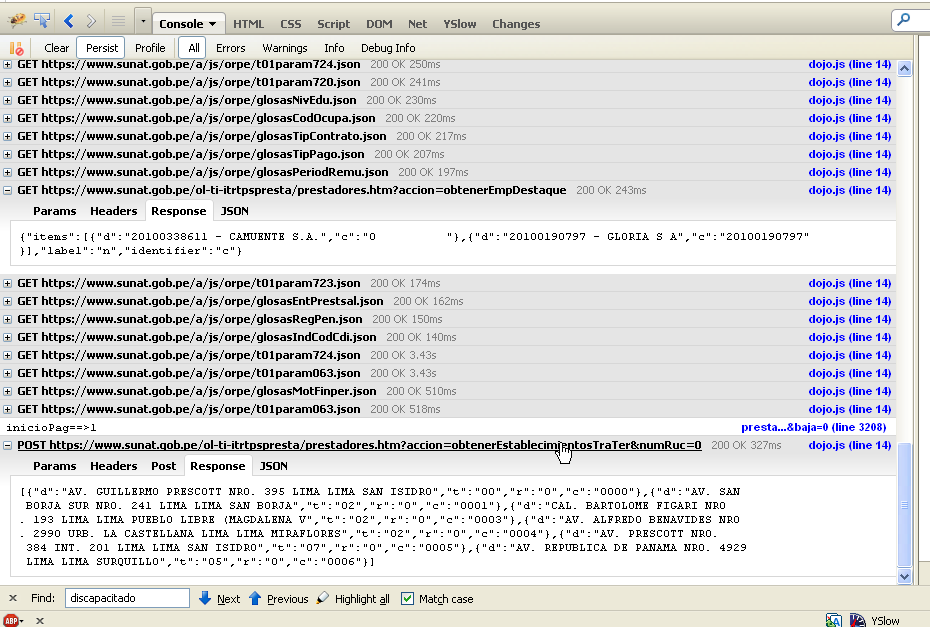 Console HTML CSS Script DOM Net YSlow Changes
Clear Persist Profile All Errors Warnings Info Debug Info
GET https://www.sunat.gob.pe/a/js/orpe/t01param724.json 200 OK 250ms dojo.js (line 14)
GET https://www.sunat.gob.pe/a/js/orpe/t01param720.json 200 OK 241ms dojo.js (line 14)
GET https://www.sunat.gob.pe/a/js/orpe/glosasNivEdu.json 200 OK 230ms dojo.js (line 14)
GET https://www.sunat.gob.pe/a/js/orpe/glosasCodOcupa.json 200 OK 220ms dojo.js (line 14)
GET https://www.sunat.gob.pe/a/js/orpe/glosasTipContrato.json 200 OK 217ms dojo.js (line 14)
GET https://www.sunat.gob.pe/a/js/orpe/glosasTipPago.json 200 OK 207ms dojo.js (line 14)
GET https://www.sunat.gob.pe/a/js/orpe/glosasPeriodRemu.json 200 OK 197ms dojo.js (line 14)
GET https://www.sunat.gob.pe/ol-ti-itrtpspresta/prestadores.htm?accion=obtenerEmpDestaque 200 OK 243ms dojo.js (line 14)
Params Headers Response JSON
{"items":[{"d":"20100338611 - CAMUENTE S.A.","c":"0          "},{"d":"20100190797 - GLORIA S A","c":"20100190797"
}],"label":"n","identifier":"c"}
GET https://www.sunat.gob.pe/a/js/orpe/t01param723.json 200 OK 174ms dojo.js (line 14)
GET https://www.sunat.gob.pe/a/js/orpe/glosasEntPrestsal.json 200 OK 162ms dojo.js (line 14)
GET https://www.sunat.gob.pe/a/js/orpe/glosasRegPen.json 200 OK 150ms dojo.js (line 14)
GET https://www.sunat.gob.pe/a/js/orpe/glosasIndCodCdi.json 200 OK 140ms dojo.js (line 14)
GET https://www.sunat.gob.pe/a/js/orpe/t01param724.json 200 OK 3.43s dojo.js (line 14)
GET https://www.sunat.gob.pe/a/js/orpe/t01param063.json 200 OK 3.43s dojo.js (line 14)
GET https://www.sunat.gob.pe/a/js/orpe/glosasMotFinper.json 200 OK 510ms dojo.js (line 14)
GET https://www.sunat.gob.pe/a/js/orpe/t01param063.json 200 OK 518ms dojo.js (line 14)
inicioPag==>1 presta...&baja=0 (line 3208)
POST https://www.sunat.gob.pe/ol-ti-itrtpspresta/prestadores.htm?accion=obtenerEstablecimientosTraTer&numRuc=0 200 OK 327ms dojo.js (line 14)
Params Headers Post Response JSON
[{"d":"AV. GUILLERMO PRESCOTT NRO. 395 LIMA LIMA SAN ISIDRO","t":"00","r":"0","c":"0000"},{"d":"AV. SAN
BORJA SUR NRO. 241 LIMA LIMA SAN BORJA","t":"02","r":"0","c":"0001"},{"d":"CAL. BARTOLOME FIGARI NRO
. 193 LIMA LIMA PUEBLO LIBRE (MAGDALENA V","t":"02","r":"0","c":"0003"},{"d":"AV. ALFREDO BENAVIDES NRO
. 2990 URB. LA CASTELLANA LIMA LIMA MIRAFLORES","t":"02","r":"0","c":"0004"},{"d":"AV. PRESCOTT NRO.
384 INT. 201 LIMA LIMA SAN ISIDRO","t":"07","r":"0","c":"0005"},{"d":"AV. REPUBLICA DE PANAMA NRO. 4929
LIMA LIMA SURQUILLO","t":"05","r":"0","c":"0006"}]
Find: discapacitado Next Previous Highlight all Match case
ABP YSlow